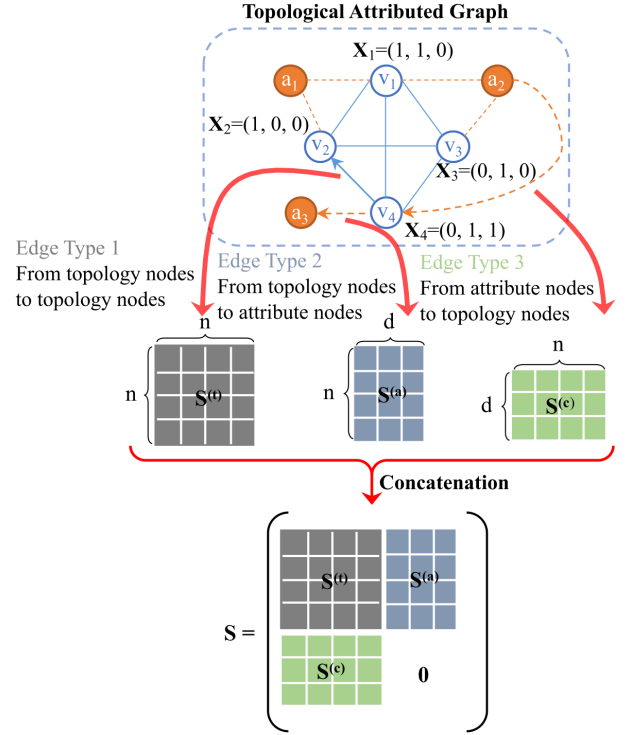 Topological Attributed Graph
X1=(1, 1, 0)
a1
v1
a2
X2=(1, 0, 0)
v2
v3
X3=(0, 1, 0)
a3
v4
X4=(0, 1, 1)
Edge Type 1
From topology nodes
to topology nodes
Edge Type 2
From topology nodes
to attribute nodes
Edge Type 3
From attribute nodes
to topology nodes
n
d
n
n
S(t)
n
S(a)
d
S(c)
Concatenation
S =
S(t)
S(a)
S(c)
0